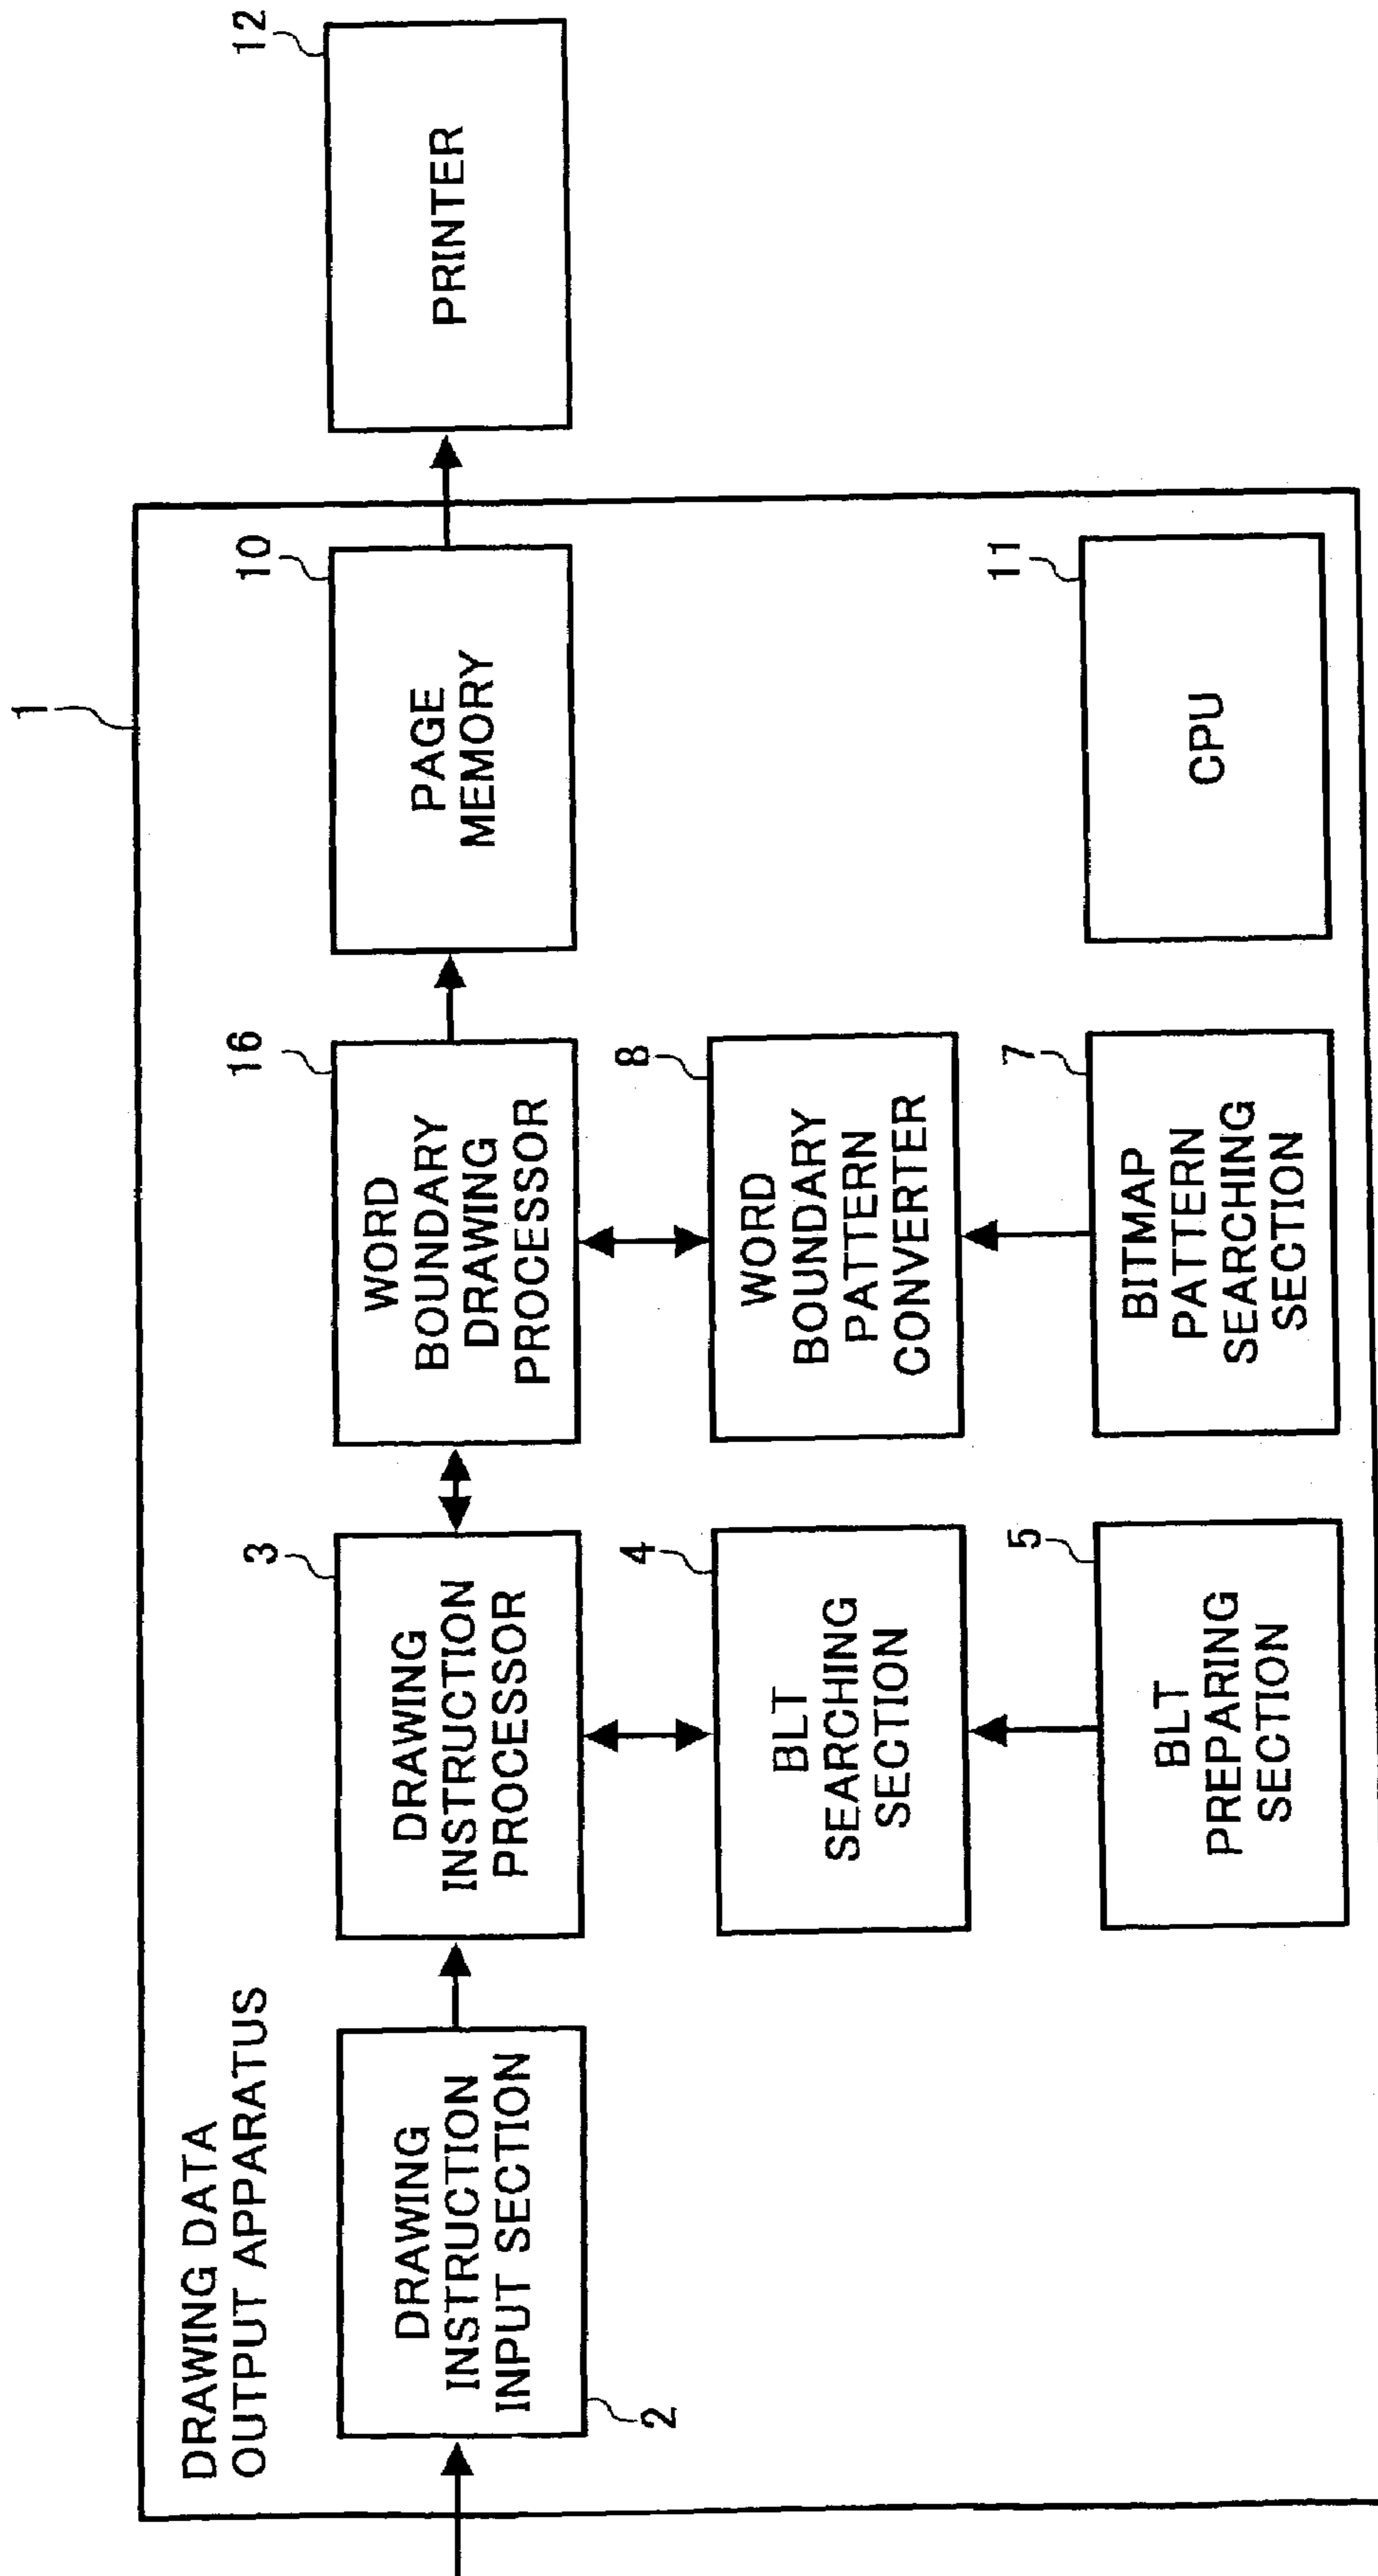 1
DRAWING DATA
OUTPUT APPARATUS
2
DRAWING
INSTRUCTION
INPUT SECTION
3
DRAWING
INSTRUCTION
PROCESSOR
16
WORD
BOUNDARY
DRAWING
PROCESSOR
10
PAGE
MEMORY
12
PRINTER
4
BLT
SEARCHING
SECTION
8
WORD
BOUNDARY
PATTERN
CONVERTER
5
BLT
PREPARING
SECTION
7
BITMAP
PATTERN
SEARCHING
SECTION
11
CPU